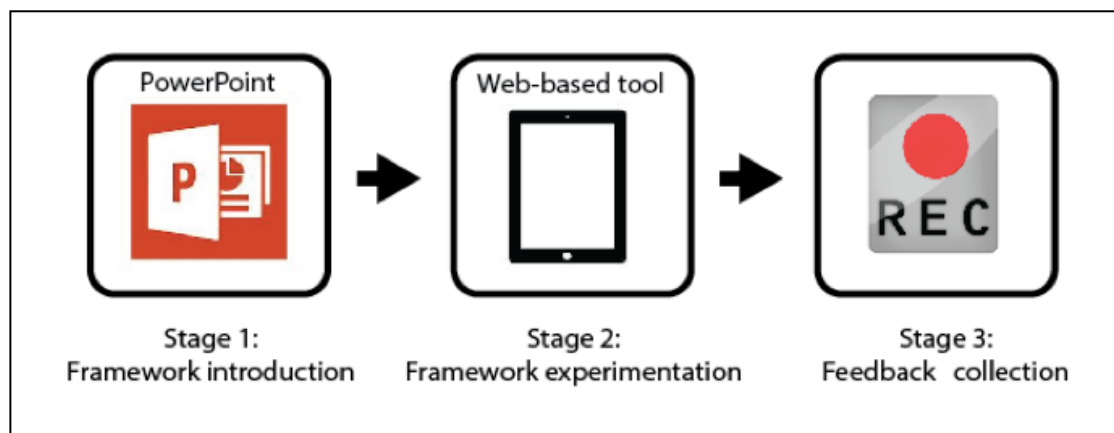 PowerPoint
P
Stage 1:
Framework introduction
Web-based tool
Stage 2:
Framework experimentation
REC
Stage 3:
Feedback collection